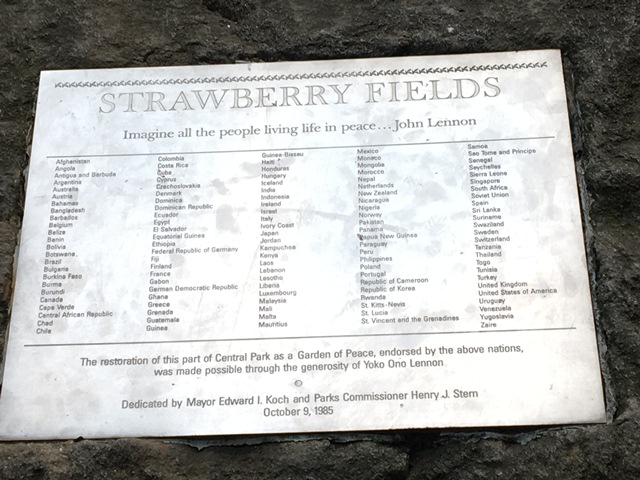 STRAWBERRY FIELDS
Imagine all the people living life in peace...John Lennon
Afghanistan
Angola
Antigua and Barbuda
Argentina
Australia
Austria
Bahamas
Bangladesh
Barbados
Belgium
Belize
Benin
Bolivia
Botswana
Brazil
Bulgaria
Burkina Faso
Burma
Burundi
Canada
Cape Verde
Central African Republic
Chad
Chile
Colombia
Costa Rica
Cuba
Cyprus
Czechoslovakia
Denmark
Dominica
Dominican Republic
Ecuador
Egypt
El Salvador
Equatorial Guinea
Ethiopia
Federal Republic of Germany
Fiji
Finland
France
Gabon
German Democratic Republic
Ghana
Greece
Grenada
Guatemala
Guinea
Guinea-Bissau
Haiti
Honduras
Hungary
Iceland
India
Indonesia
Ireland
Israel
Italy
Ivory Coast
Japan
Jordan
Kampuchea
Kenya
Laos
Lebanon
Lesotho
Liberia
Luxembourg
Malaysia
Mali
Malta
Mauritius
Mexico
Monaco
Mongolia
Morocco
Nepal
Netherlands
New Zealand
Nicaragua
Nigeria
Norway
Pakistan
Panama
Papua New Guinea
Paraguay
Peru
Philippines
Poland
Portugal
Republic of Cameroon
Republic of Korea
Rwanda
St. Kitts-Nevis
St. Lucia
St. Vincent and the Grenadines
Samoa
Sao Tome and Principe
Senegal
Seychelles
Sierra Leone
Singapore
South Africa
Soviet Union
Spain
Sri Lanka
Suriname
Swaziland
Sweden
Switzerland
Tanzania
Thailand
Togo
Tunisia
Turkey
United Kingdom
United States of America
Uruguay
Venezuela
Yugoslavia
Zaire
The restoration of this part of Central Park as a Garden of Peace, endorsed by the above nations,
was made possible through the generosity of Yoko Ono Lennon
Dedicated by Mayor Edward I. Koch and Parks Commissioner Henry J. Stern
October 9, 1985